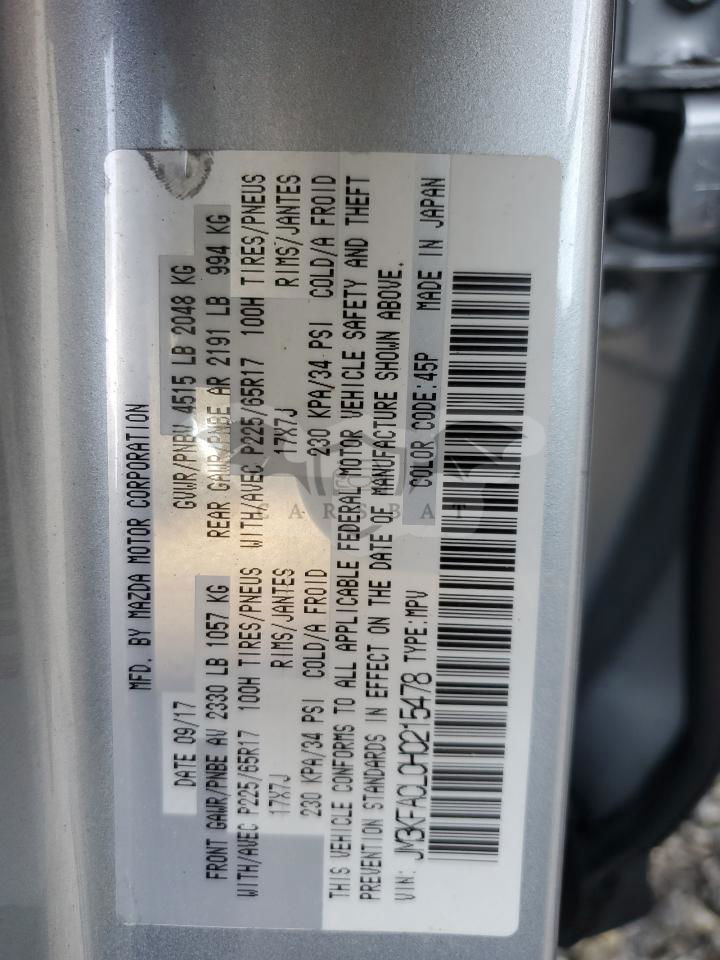 MFD. BY MAZDA MOTOR CORPORATION
DATE 09/17 GVWR/PNBV 4515 LB 2048 KG
FRONT GAWR/PNBE AV 2330 LB 1057 KG REAR GAWR/PNBE AR 2191 LB 994 KG
WITH/AVEC P225/65R17 100H TIRES/PNEUS WITH/AVEC P225/65R17 100H TIRES/PNEUS
17X7J RIMS/JANTES 17X7J RIMS/JANTES
230 KPA/34 PSI COLD/A FROID 230 KPA/34 PSI COLD/A FROID
THIS VEHICLE CONFORMS TO ALL APPLICABLE FEDERAL MOTOR VEHICLE SAFETY AND THEFT
PREVENTION STANDARDS IN EFFECT ON THE DATE OF MANUFACTURE SHOWN ABOVE.
VIN: JM3KFACL0H0215478 TYPE:MPV COLOR CODE:45P MADE IN JAPAN
CARSBAT